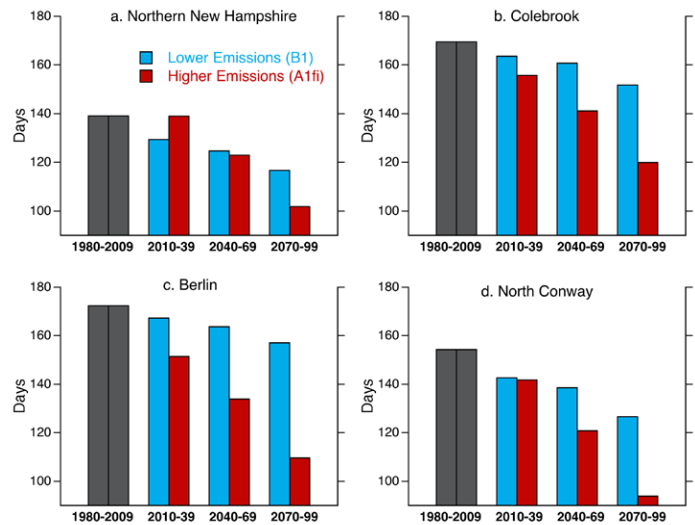 a. Northern New Hampshire
Lower Emissions (B1)
Higher Emissions (A1fi)
Days
180
160
140
120
100
1980-2009 2010-39 2040-69 2070-99
b. Colebrook
Days
180
160
140
120
100
1980-2009 2010-39 2040-69 2070-99
c. Berlin
Days
180
160
140
120
100
1980-2009 2010-39 2040-69 2070-99
d. North Conway
Days
180
160
140
120
100
1980-2009 2010-39 2040-69 2070-99